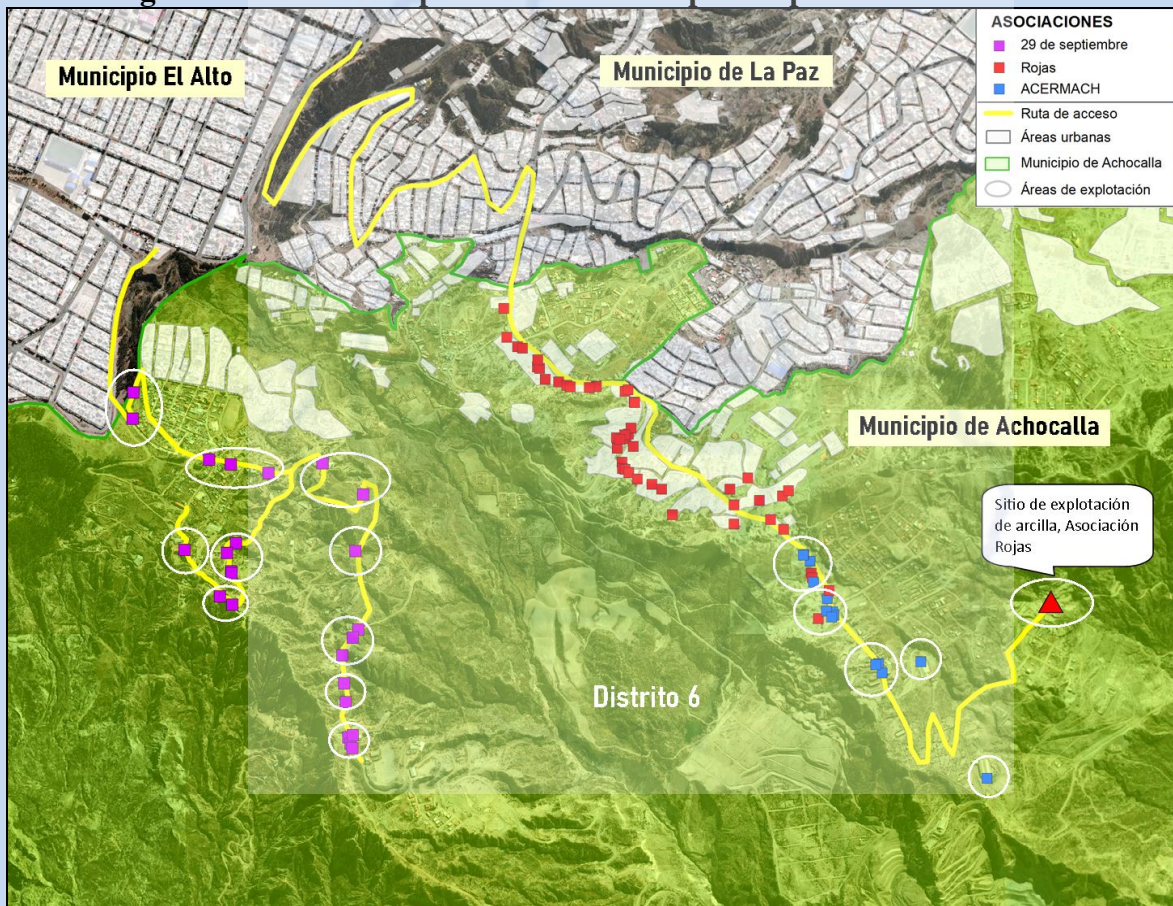 ASOCIACIONES
29 de septiembre
Rojas
ACERMACH
Ruta de acceso
Áreas urbanas
Municipio de Achocalla
Áreas de explotación
Municipio El Alto
Municipio de La Paz
Municipio de Achocalla
Sitio de explotación
de arcilla, Asociación
Rojas
Distrito 6